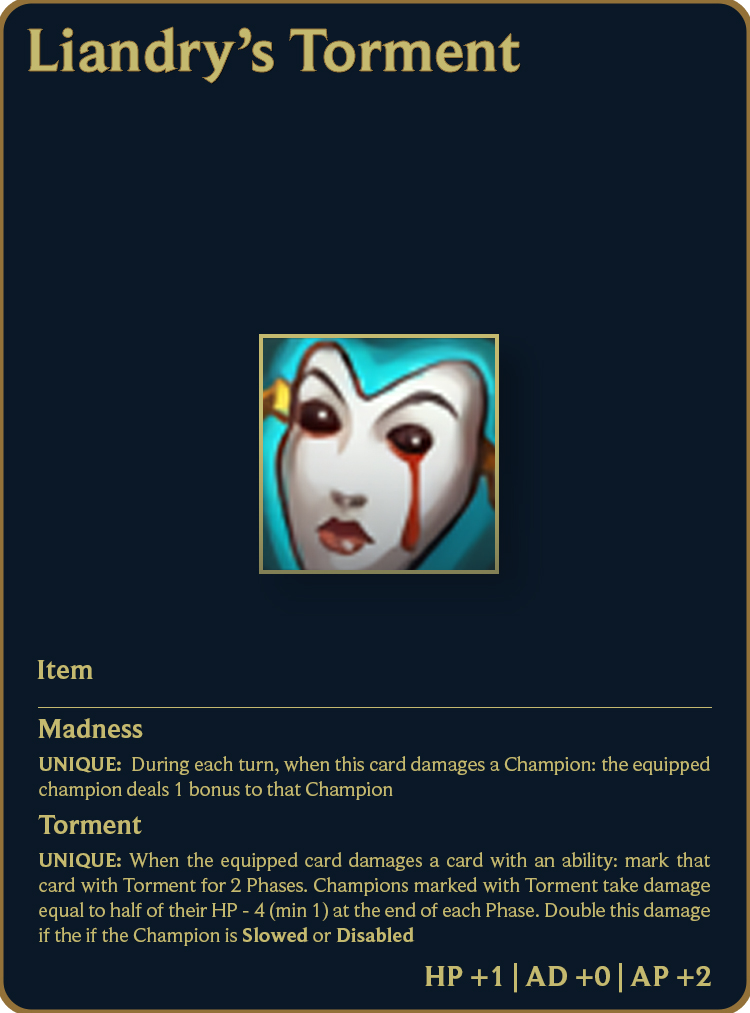 Liandry’s Torment
Item
Madness
UNIQUE: During each turn, when this card damages a Champion: the equipped
champion deals 1 bonus to that Champion
Torment
UNIQUE: When the equipped card damages a card with an ability: mark that
card with Torment for 2 Phases. Champions marked with Torment take damage
equal to half of their HP - 4 (min 1) at the end of each Phase. Double this damage
if the if the Champion is Slowed or Disabled
HP +1 | AD +0 | AP +2